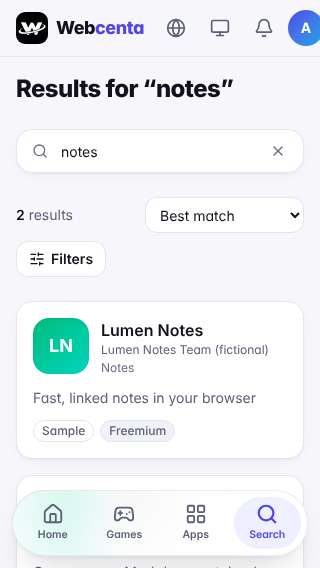 Webcenta
A
Results for “notes”
notes
2 results
Best match
Filters
LN
Lumen Notes
Lumen Notes Team (fictional)
Notes
Fast, linked notes in your browser
Sample
Freemium
Home
Games
Apps
Search